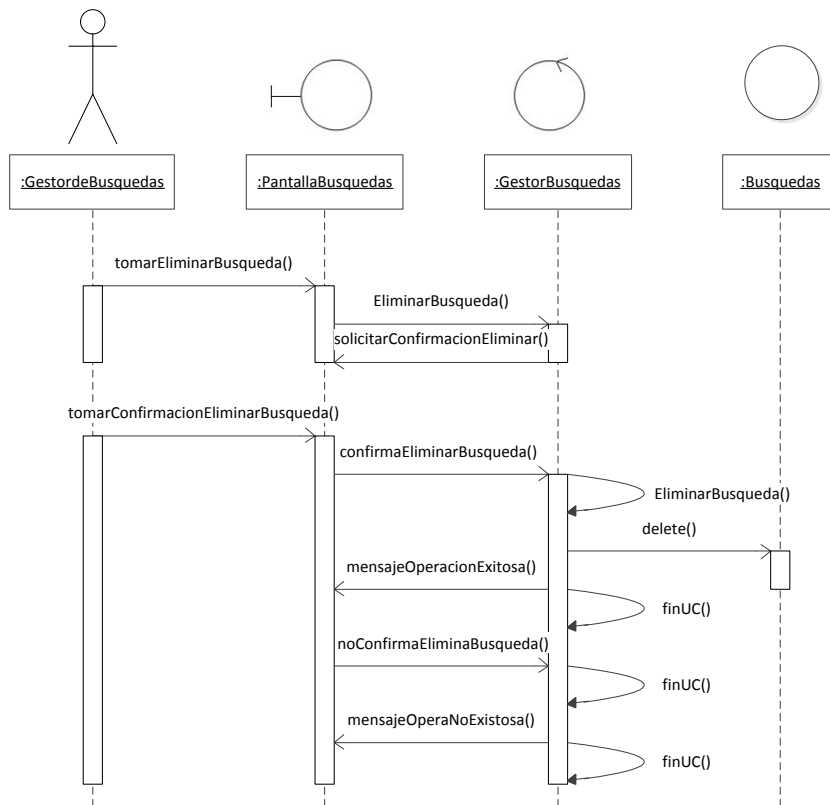 :GestordeBusquedas
:PantallaBusquedas
:GestorBusquedas
:Busquedas
tomarEliminarBusqueda()
EliminarBusqueda()
solicitarConfirmacionEliminar()
tomarConfirmacionEliminarBusqueda()
confirmaEliminarBusqueda()
EliminarBusqueda()
delete()
mensajeOperacionExitosa()
finUC()
noConfirmaEliminaBusqueda()
finUC()
mensajeOperaNoExistosa()
finUC()